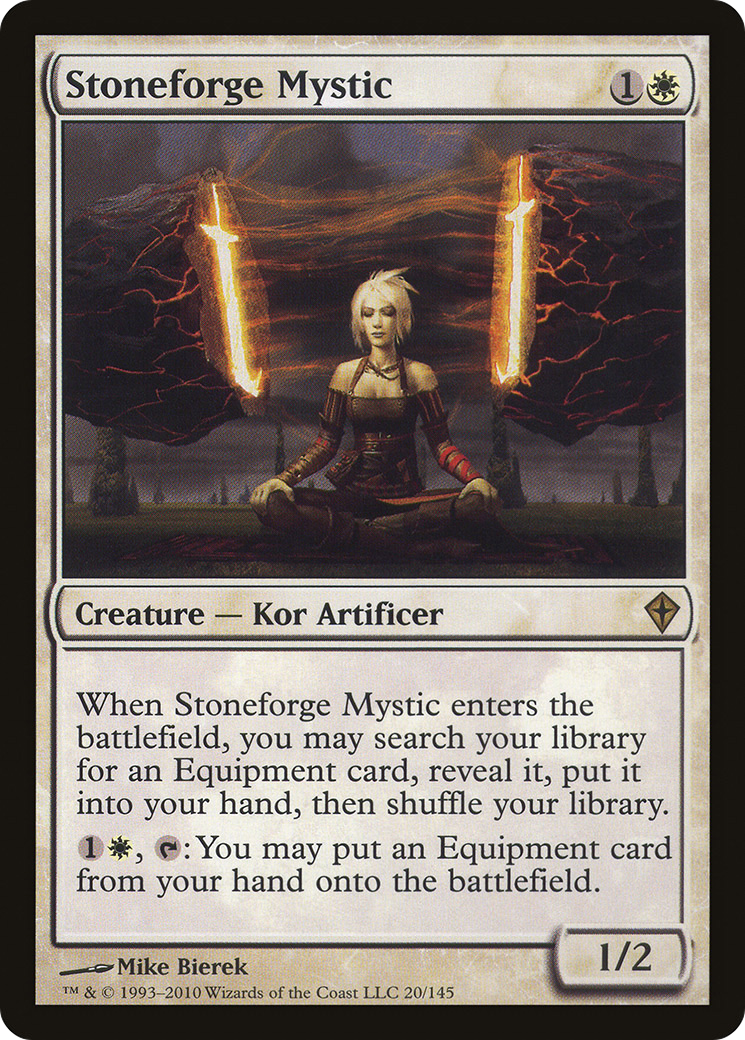 Stoneforge Mystic 1
Creature — Kor Artificer
When Stoneforge Mystic enters the
battlefield, you may search your library
for an Equipment card, reveal it, put it
into your hand, then shuffle your library.
1, : You may put an Equipment card
from your hand onto the battlefield.
1/2
Mike Bierek
™ & © 1993–2010 Wizards of the Coast LLC 20/145